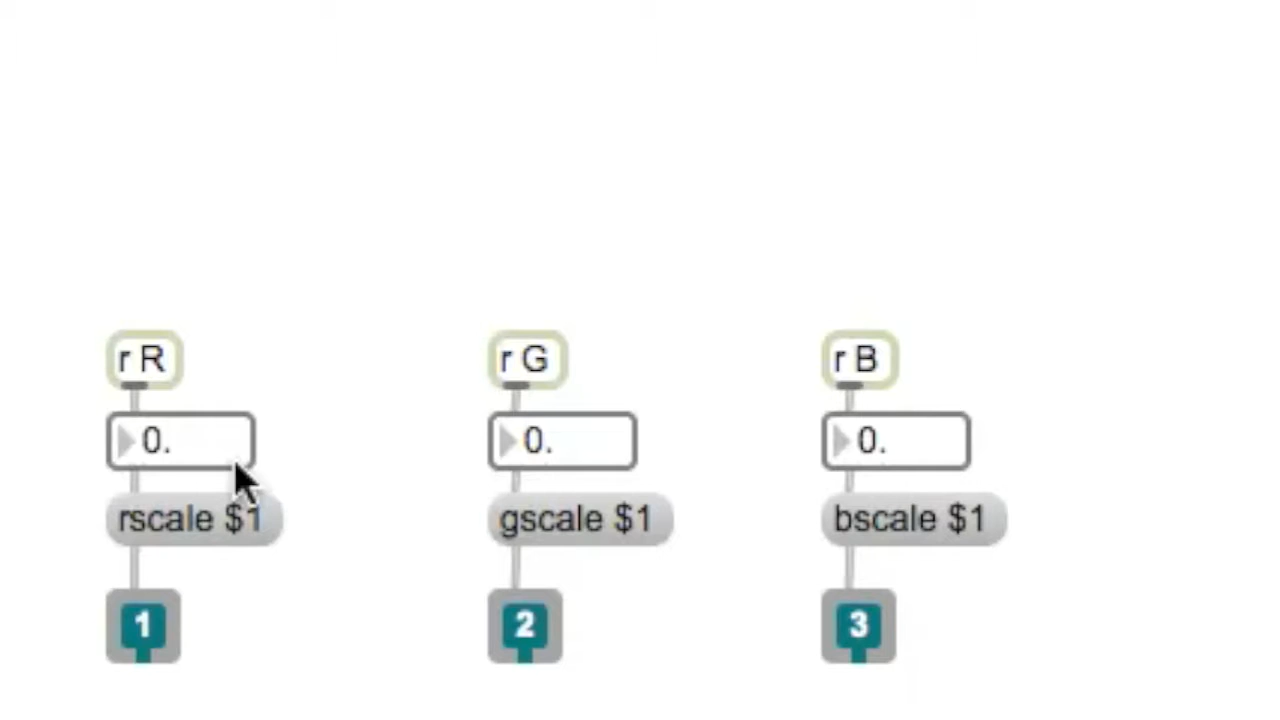 r R
r G
r B
0.
0.
0.
rscale $1
gscale $1
bscale $1
1
2
3